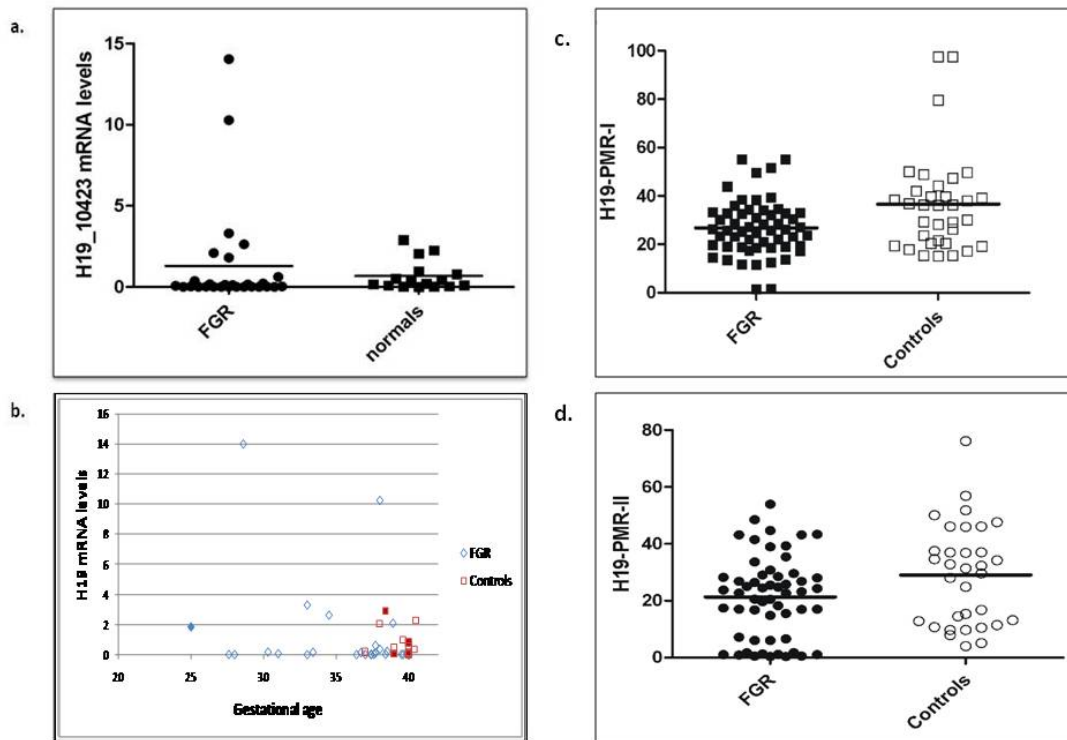 a.
H19_10423 mRNA levels
15
10
5
0
FGR
normals
b.
H19 mRNA levels
16
14
12
10
8
6
4
2
0
20
25
30
35
40
Gestational age
FGR
Controls
c.
H19-PMR-I
100
80
60
40
20
0
FGR
Controls
d.
H19-PMR-II
80
60
40
20
0
FGR
Controls